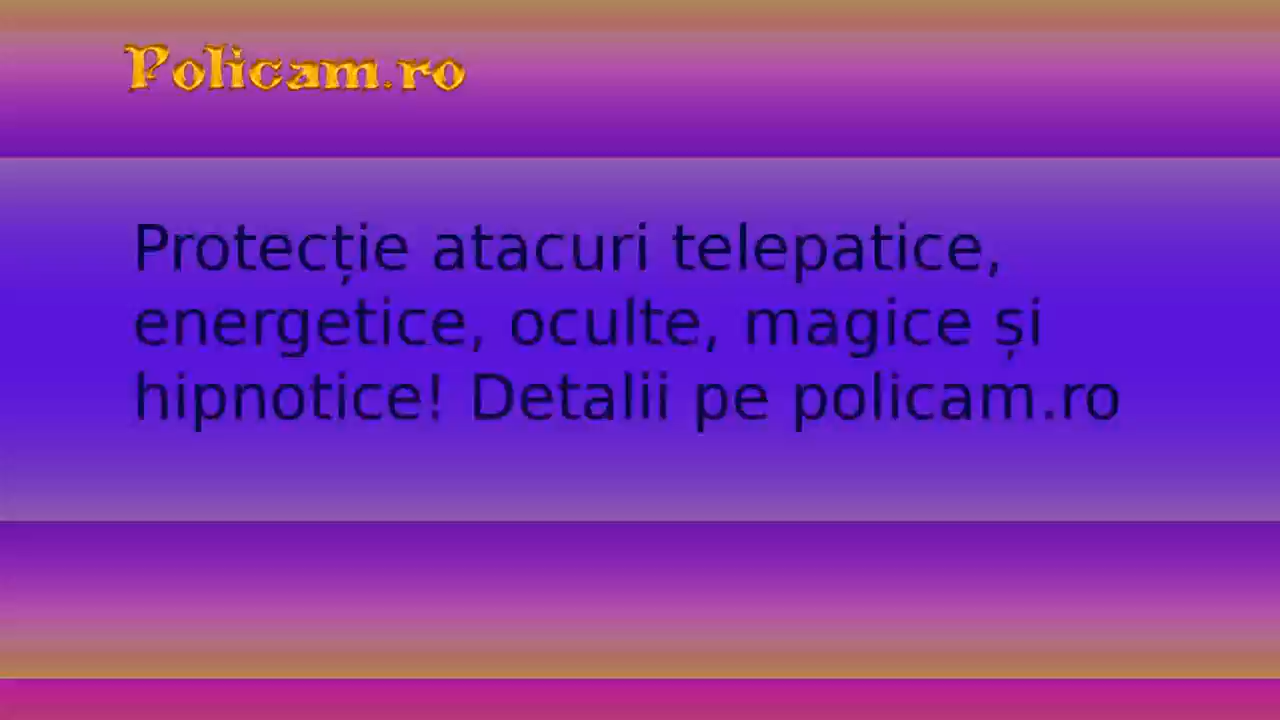 Policam.ro
Protecție atacuri telepatice,
energetice, oculte, magice și
hipnotice! Detalii pe policam.ro